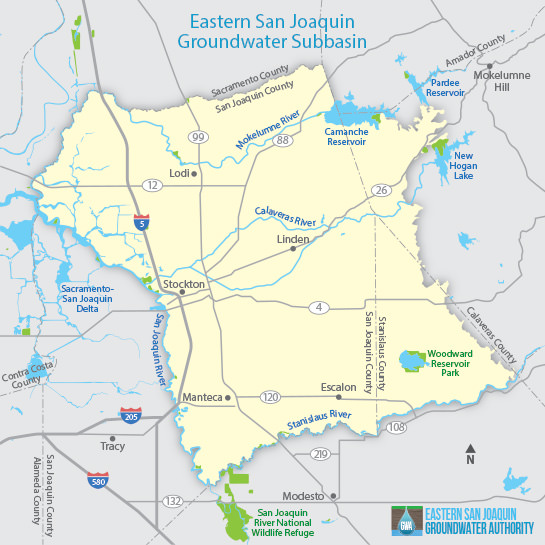 Eastern San Joaquin
Groundwater Subbasin
Sacramento County
San Joaquin County
Amador County
Mokelumne
Hill
Pardee
Reservoir
Mokelumne River
Camanche
Reservoir
99
88
New
Hogan
Lake
Lodi
12
26
5
Calaveras River
Linden
Sacramento-
San Joaquin
Delta
Stockton
4
San Joaquin River
San Joaquin County
Stanislaus County
Calaveras County
Contra Costa
County
Woodward
Reservoir
Park
Manteca
120
Escalon
205
Stanislaus River
108
Tracy
219
N
580
San Joaquin County
Alameda County
132
Modesto
San Joaquin
River National
Wildlife Refuge
GWA
EASTERN SAN JOAQUIN
GROUNDWATER AUTHORITY